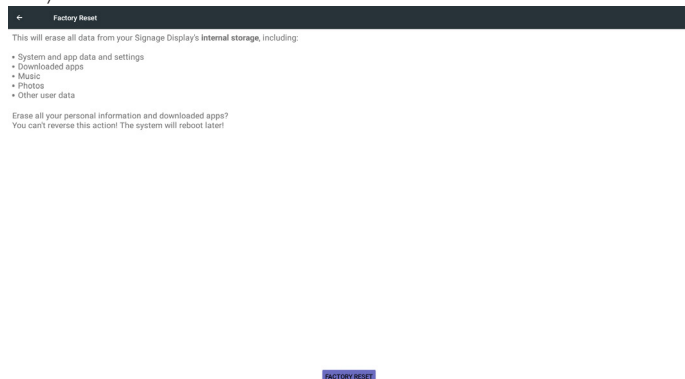 ← Factory Reset
This will erase all data from your Signage Display's internal storage, including:
• System and app data and settings
• Downloaded apps
• Music
• Photos
• Other user data
Erase all your personal information and downloaded apps?
You can't reverse this action! The system will reboot later!
FACTORY RESET